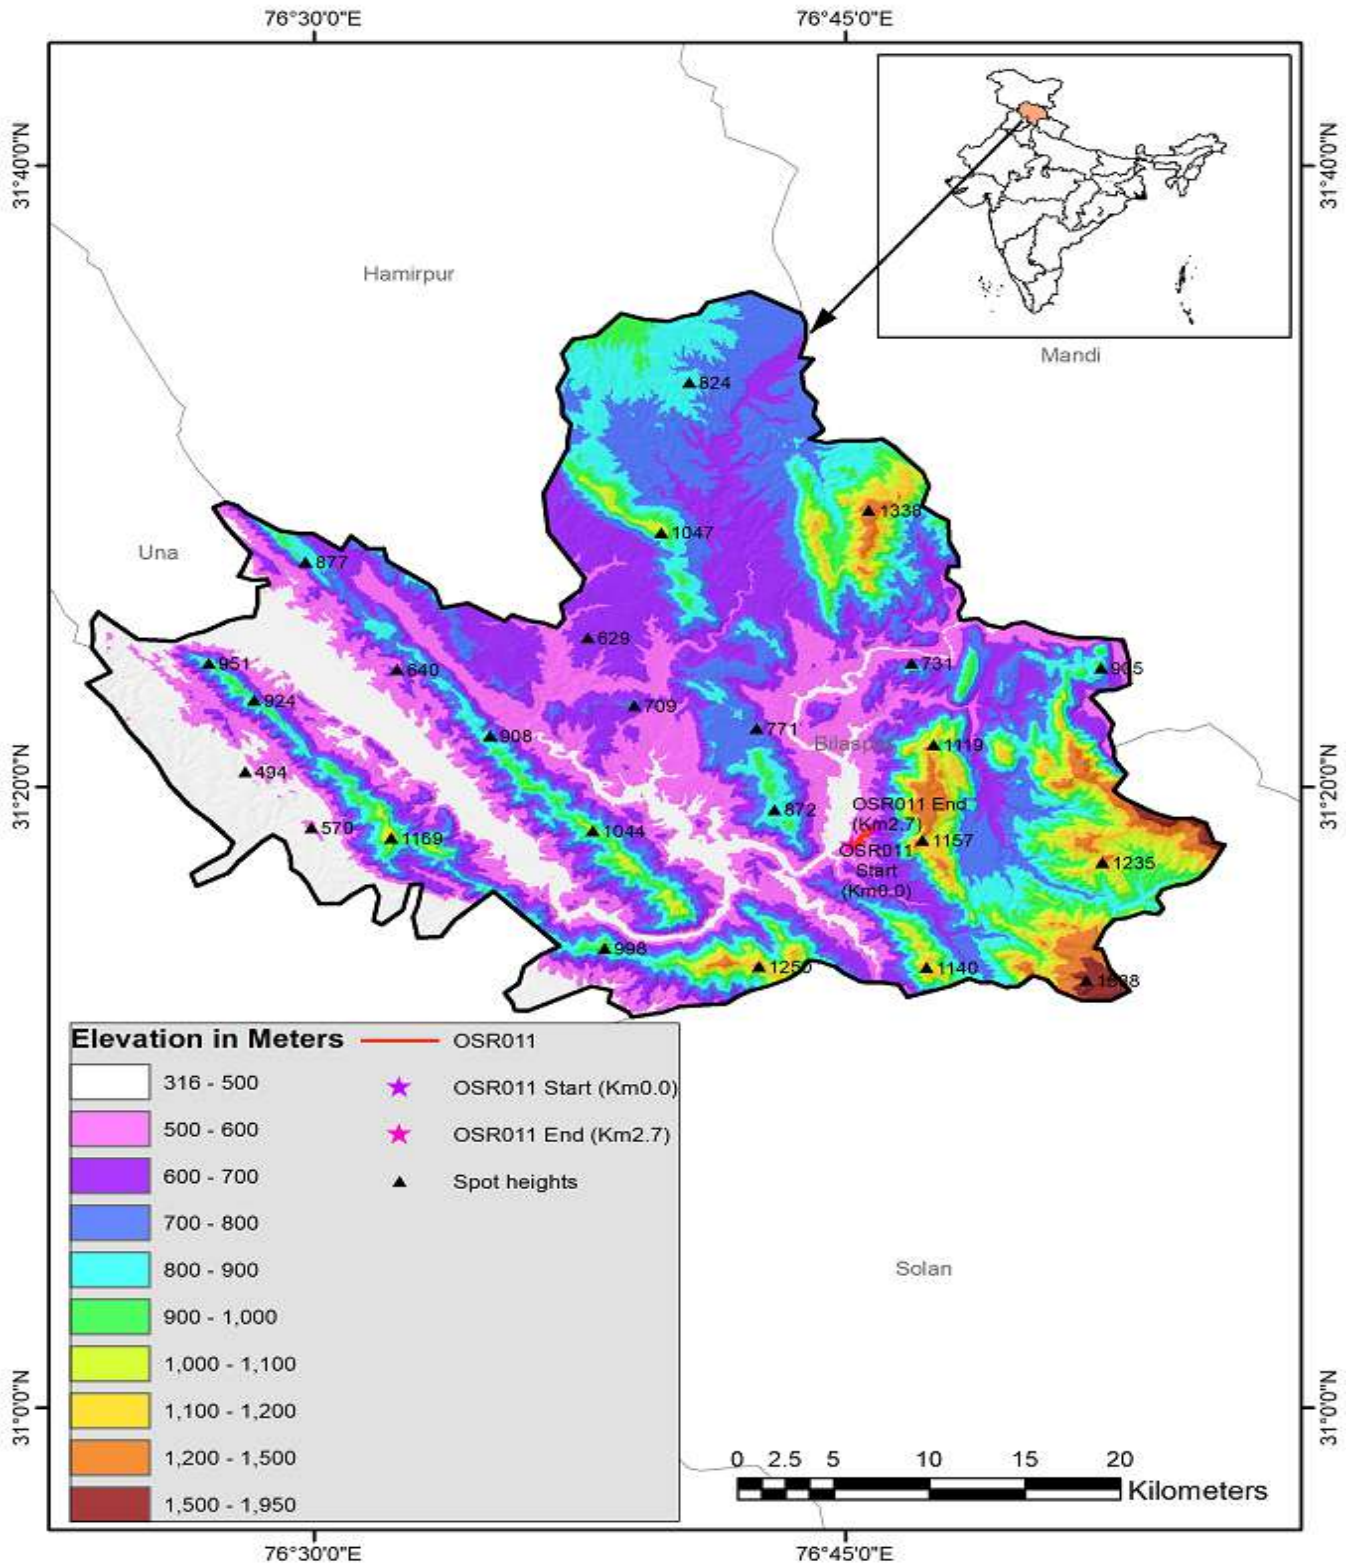 76°30'0"E
76°45'0"E
31°40'0"N
31°40'0"N
Hamirpur
Mandi
824
1338
1047
Una
877
629
951
640
731
905
924
709
908
771
Bilaspur
1119
494
31°20'0"N
31°20'0"N
872
OSR011 End
(Km2.7)
570
1169
1044
1157
OSR011
Start
(Km0.0)
1235
998
1250
1140
Elevation in Meters
316 - 500
500 - 600
600 - 700
700 - 800
800 - 900
900 - 1,000
1,000 - 1,100
1,100 - 1,200
1,200 - 1,500
1,500 - 1,950
OSR011
OSR011 Start (Km0.0)
OSR011 End (Km2.7)
Spot heights
Solan
31°0'0"N
31°0'0"N
0 2.5 5 10 15 20
Kilometers
76°30'0"E
76°45'0"E